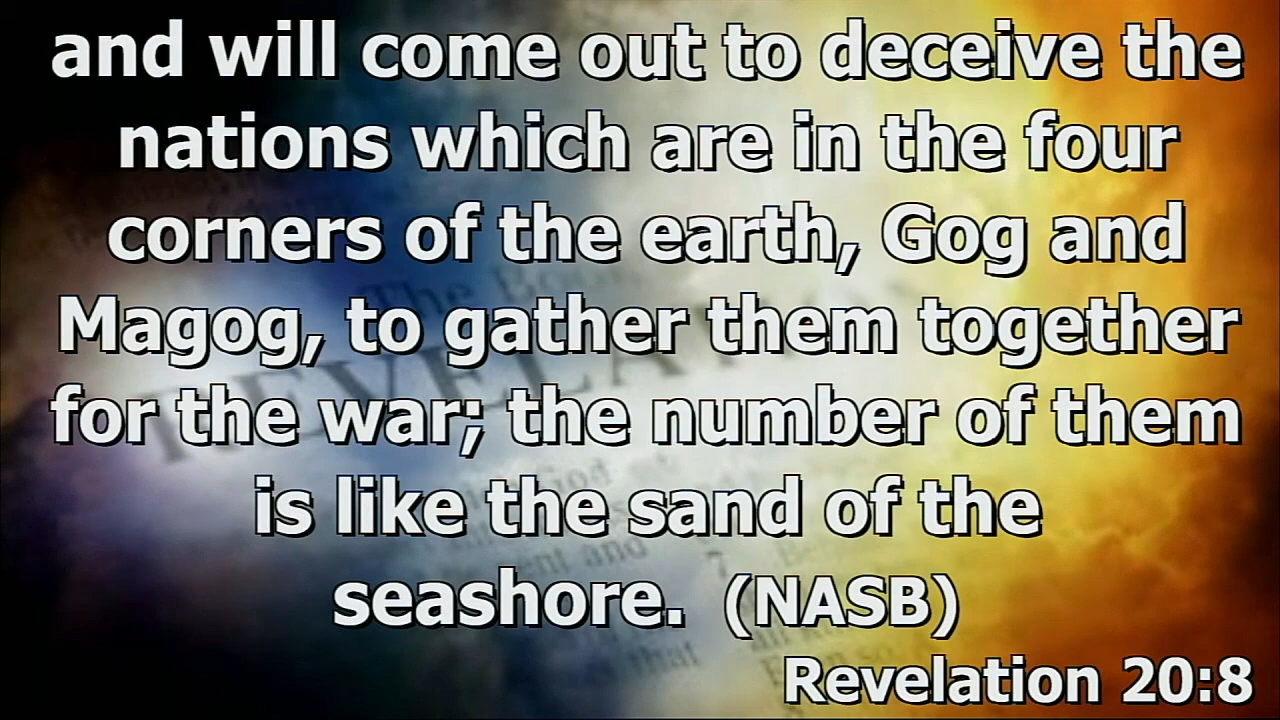 and will come out to deceive the
nations which are in the four
corners of the earth, Gog and
Magog, to gather them together
for the war; the number of them
is like the sand of the
seashore. (NASB)
Revelation 20:8
The
REVELATION